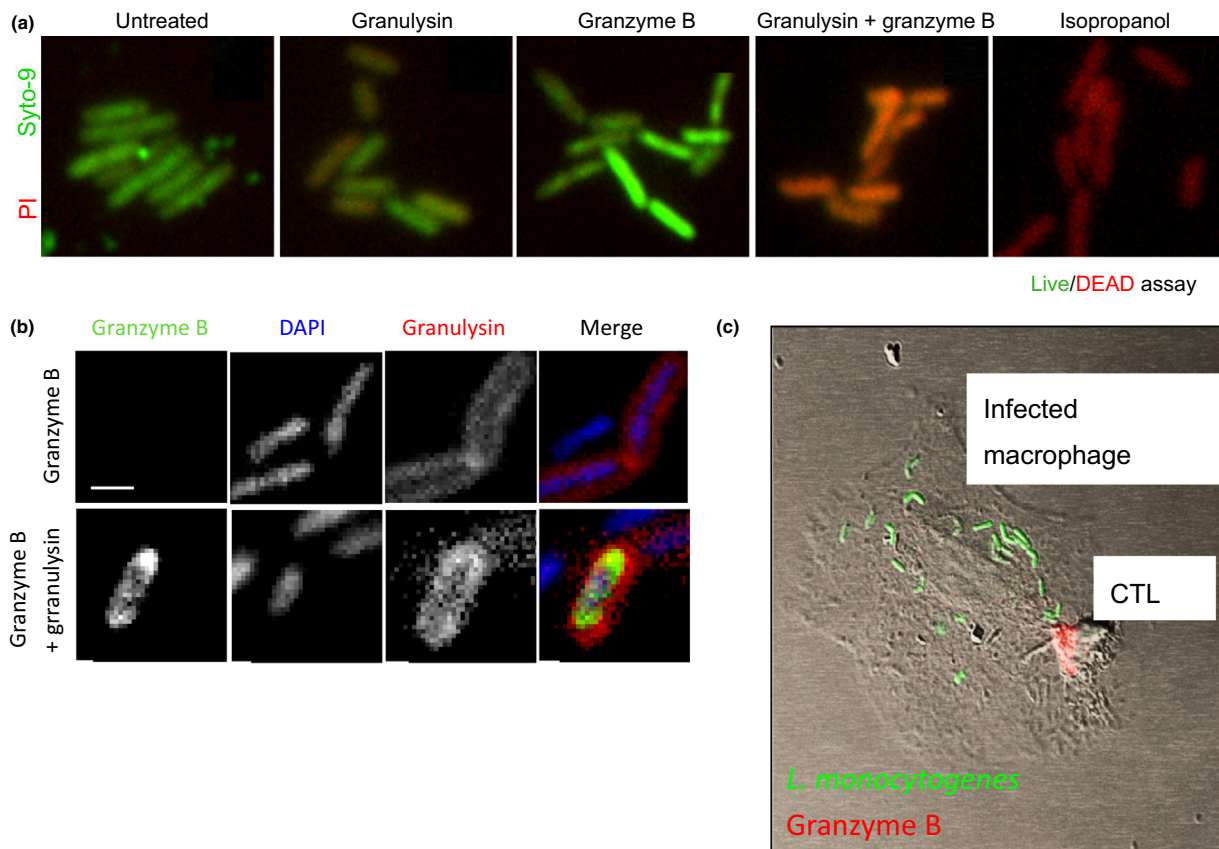 (a)
Untreated
Granulysin
Granzyme B
Granulysin + granzyme B
Isopropanol
Syto-9
PI
Live/DEAD assay
(b)
Granzyme B
DAPI
Granulysin
Merge
Granzyme B
Granzyme B
+ grranulysin
(c)
Infected
macrophage
CTL
L. monocytogenes
Granzyme B